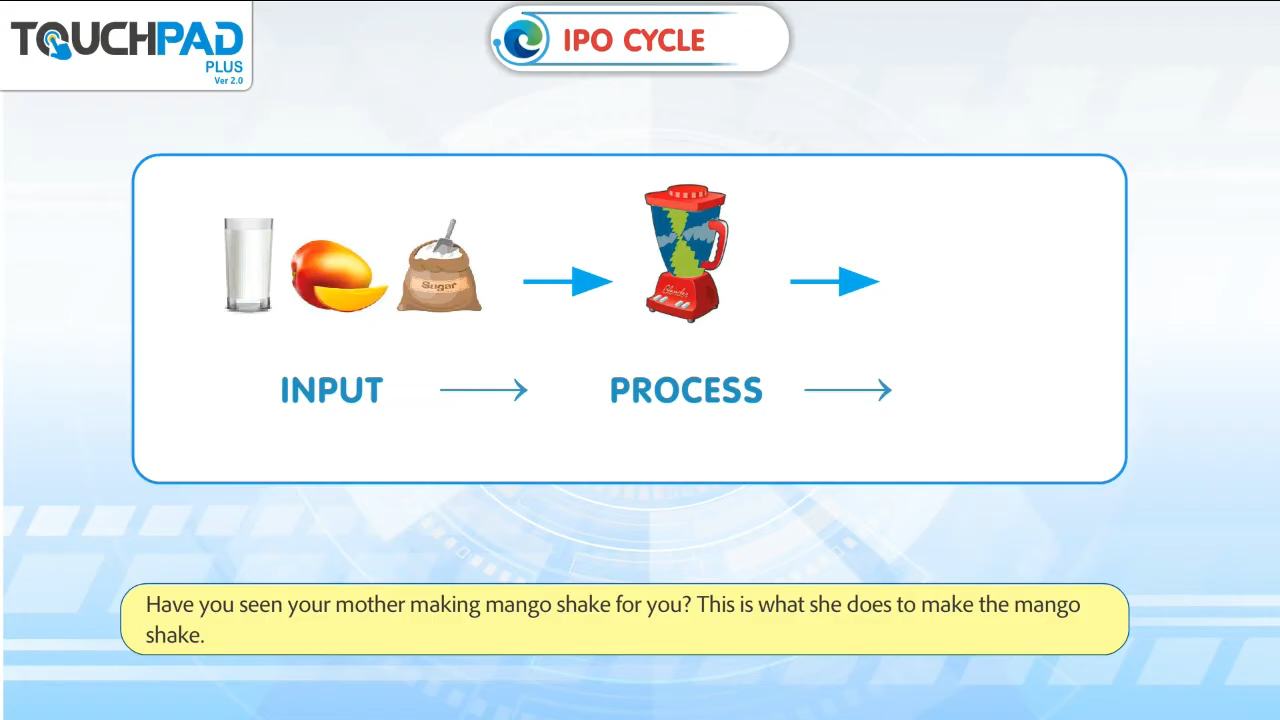 TOUCHPAD
PLUS
Ver 2.0
IPO CYCLE
Sugar
INPUT
PROCESS
Have you seen your mother making mango shake for you? This is what she does to make the mango
shake.